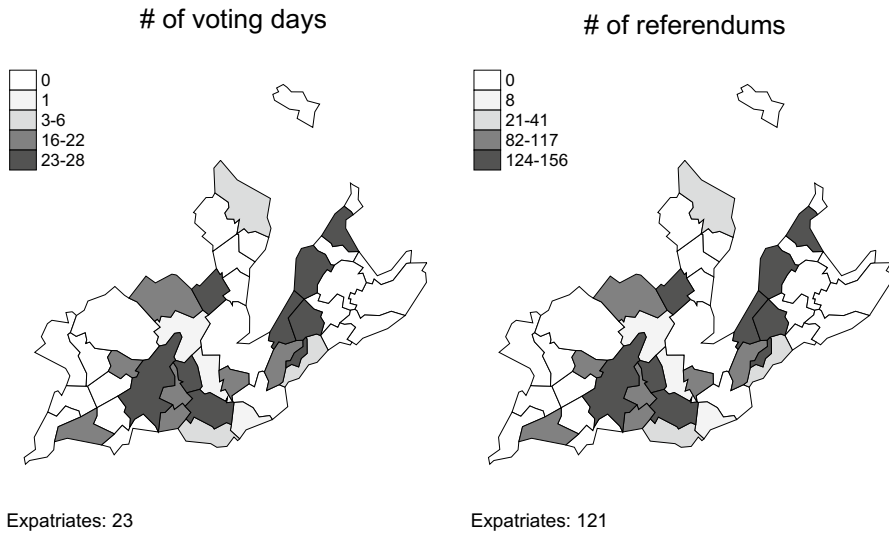 # of voting days
0
1
3-6
16-22
23-28
Expatriates: 23
# of referendums
0
8
21-41
82-117
124-156
Expatriates: 121